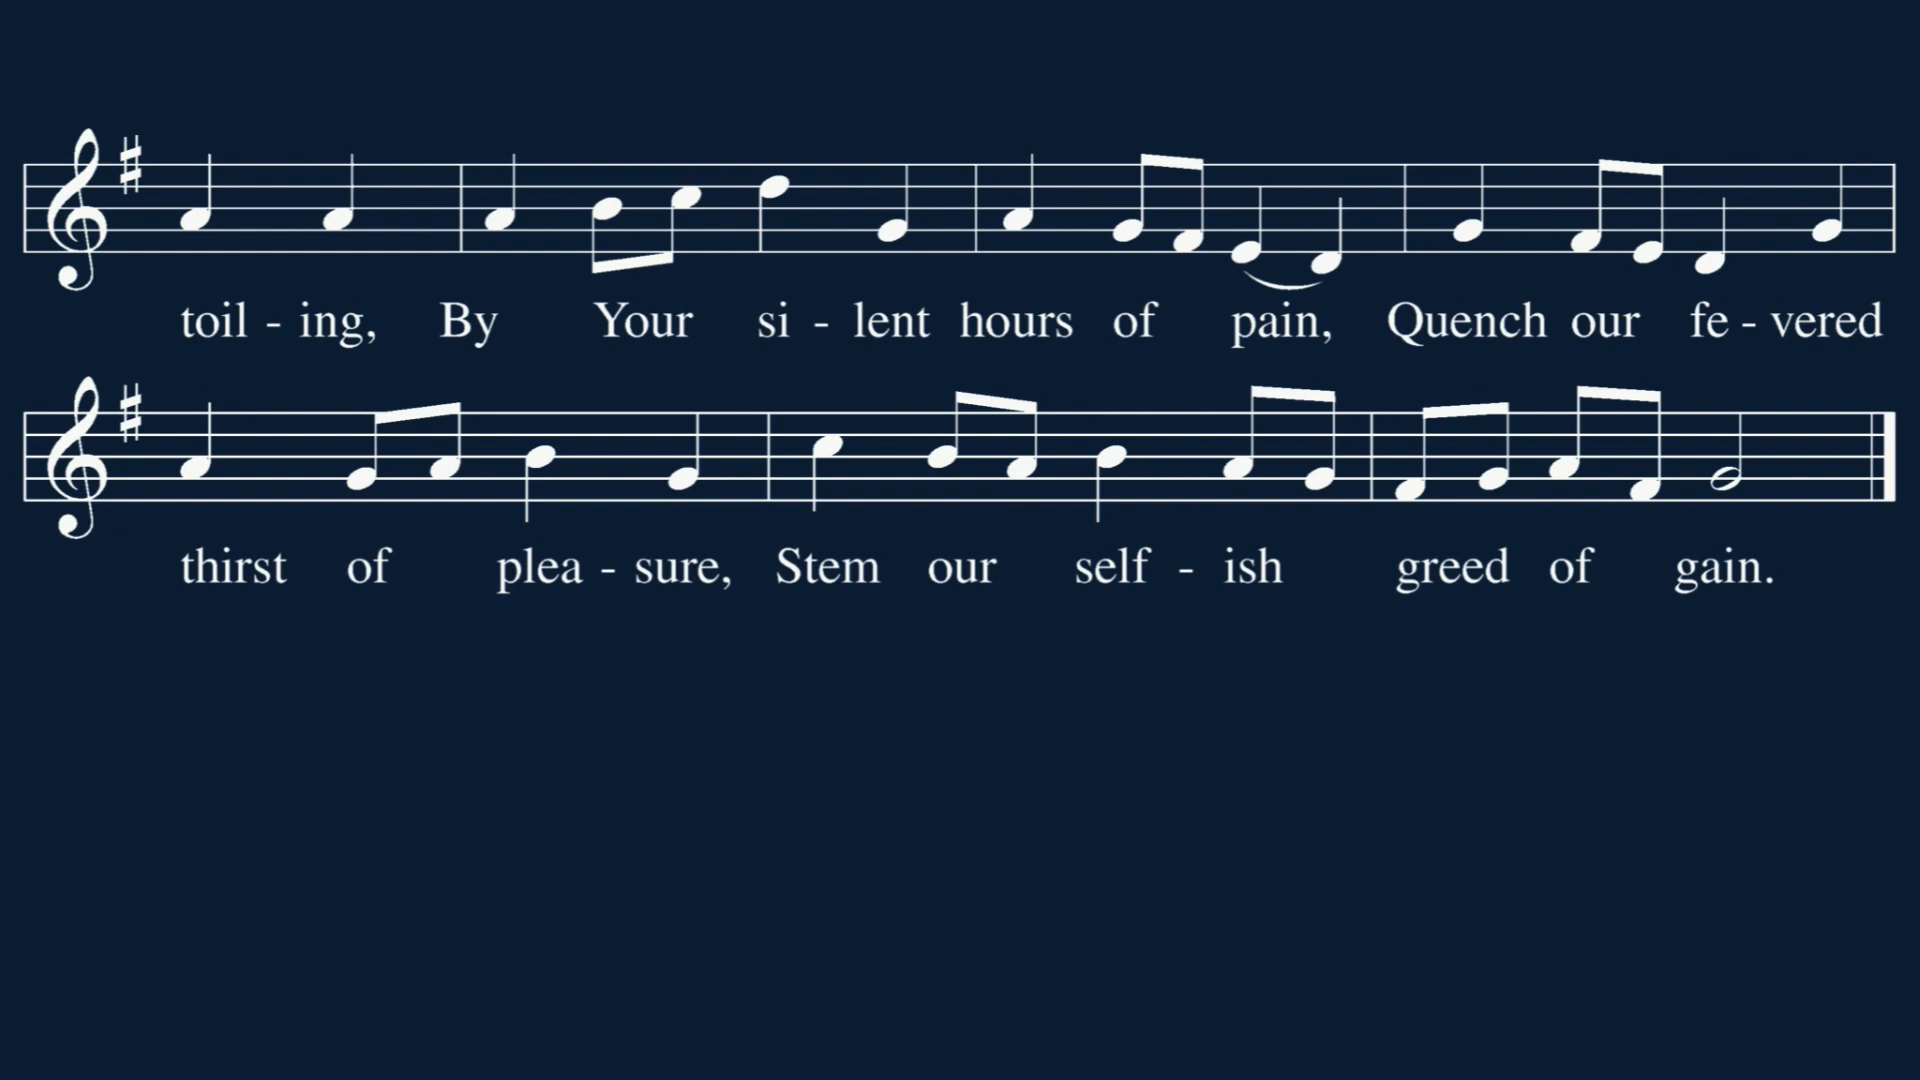 toil - ing, By Your si - lent hours of pain, Quench our fe - vered
thirst of plea - sure, Stem our self - ish greed of gain.